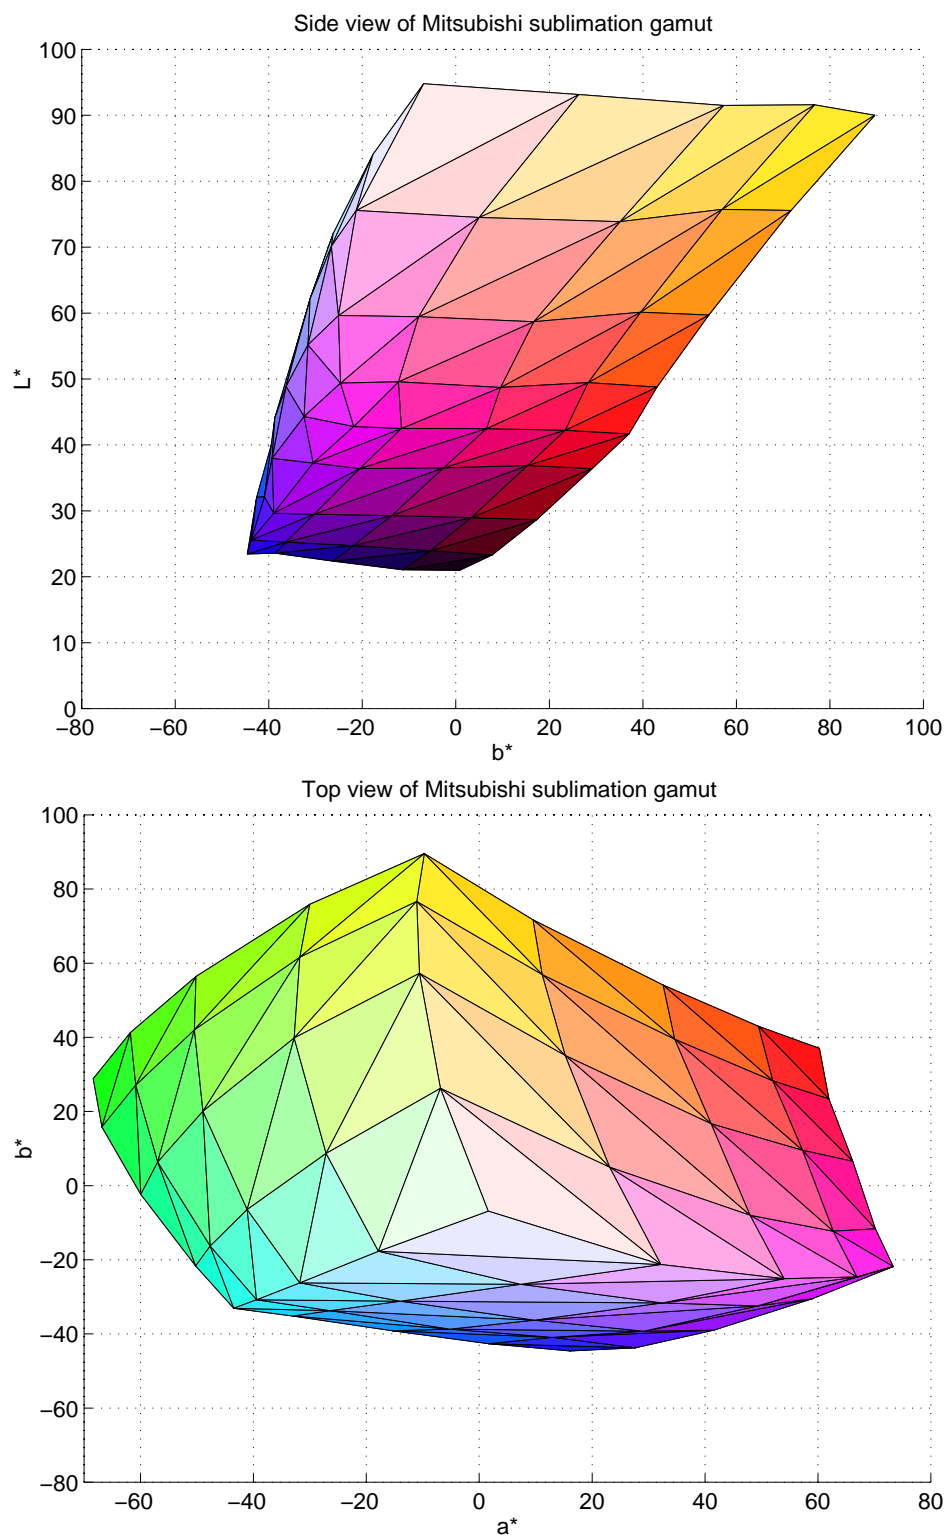 Side view of Mitsubishi sublimation gamut
100
90
80
70
60
50
40
30
20
10
0
L*
−80 −60 −40 −20 0 20 40 60 80 100
b*
Top view of Mitsubishi sublimation gamut
100
80
60
40
20
0
−20
−40
−60
−80
b*
−60 −40 −20 0 20 40 60 80
a*